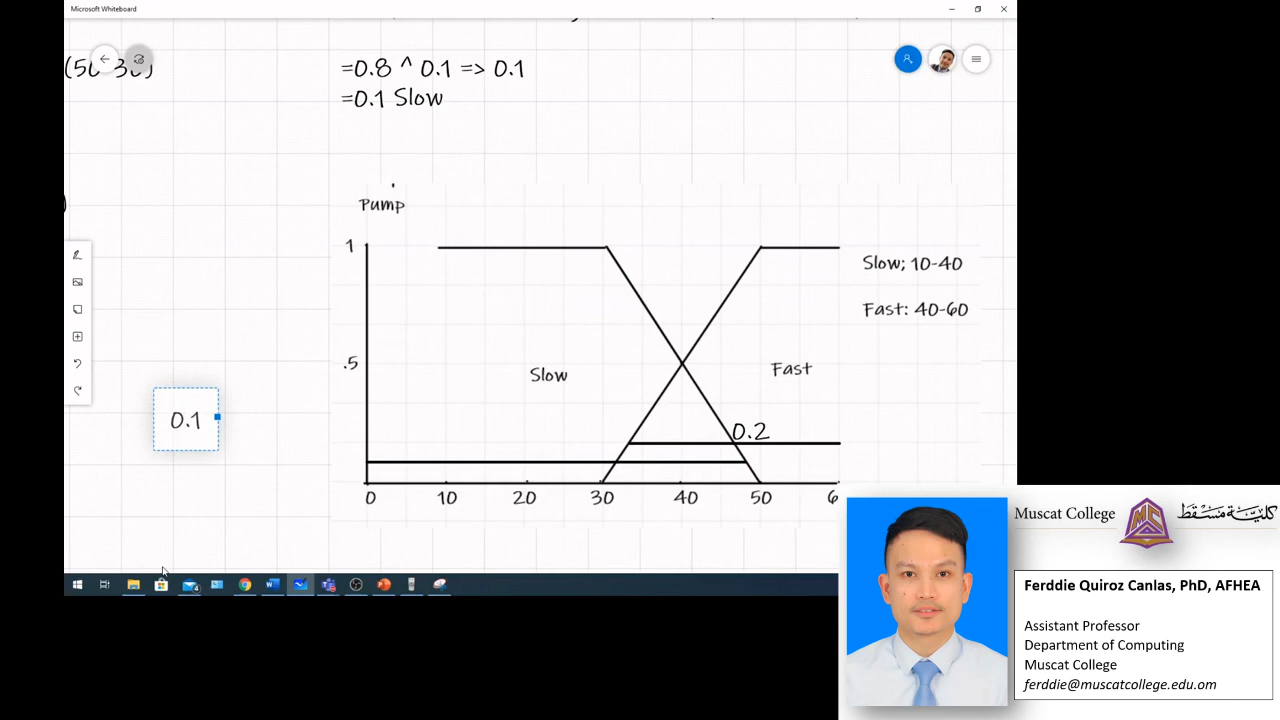 Microsoft Whiteboard
=0.8 ^ 0.1 => 0.1
=0.1 Slow
Pump
1
Slow; 10-40
Fast: 40-60
.5
Slow
Fast
0.1
0.2
0 10 20 30 40 50 6
Muscat College كلية مسقط
Ferddie Quiroz Canlas, PhD, AFHEA
Assistant Professor
Department of Computing
Muscat College
ferddie@muscatcollege.edu.om